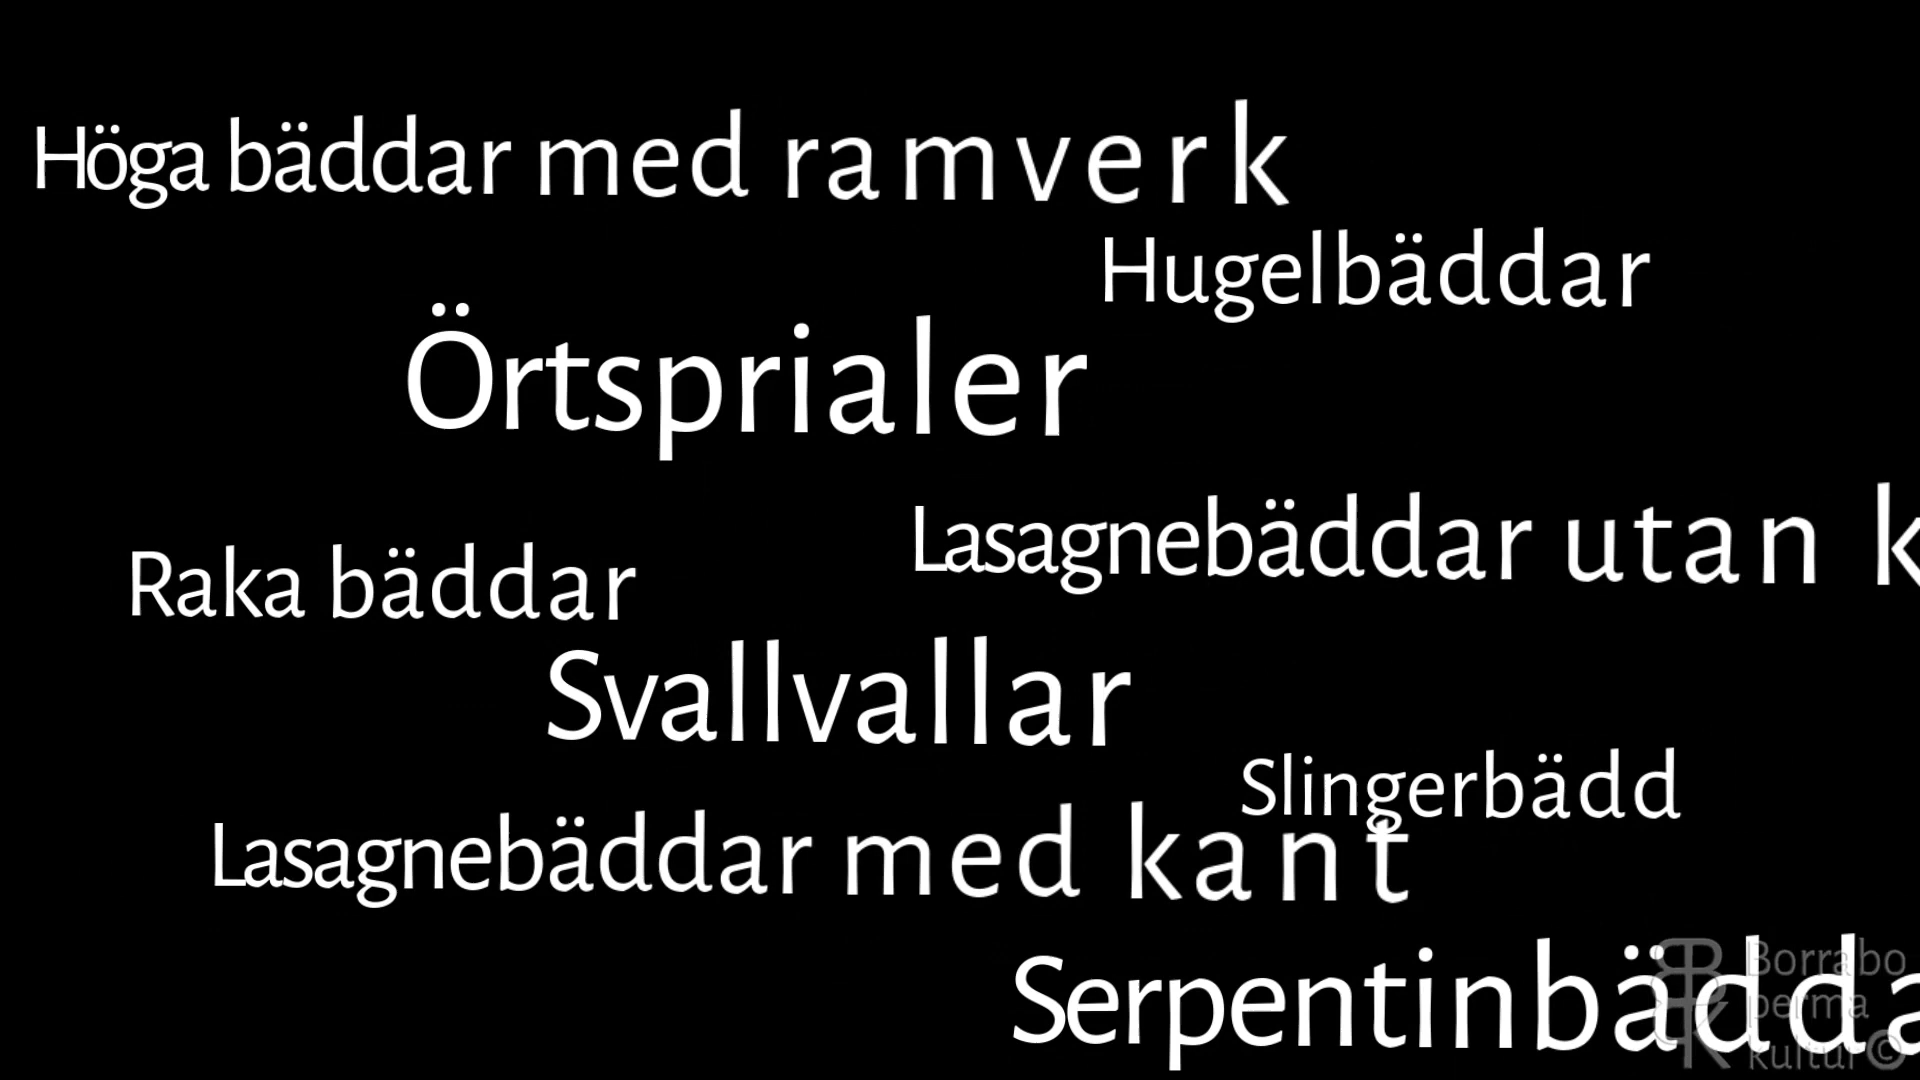 Höga bäddar med ramverk
Hugelbäddar
Örtsprialer
Lasagnebäddar utan k
Raka bäddar
Svallvallar
Slingerbädd
Lasagnebäddar med kant
Serpentinbädda
Borrabo
perma
kultur ©